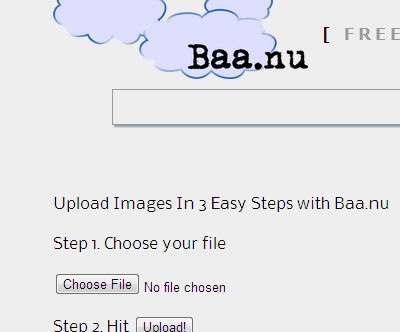 [ FREE
Baa.nu
Upload Images In 3 Easy Steps with Baa.nu
Step 1. Choose your file
Choose File No file chosen
Step 2. Hit Upload!